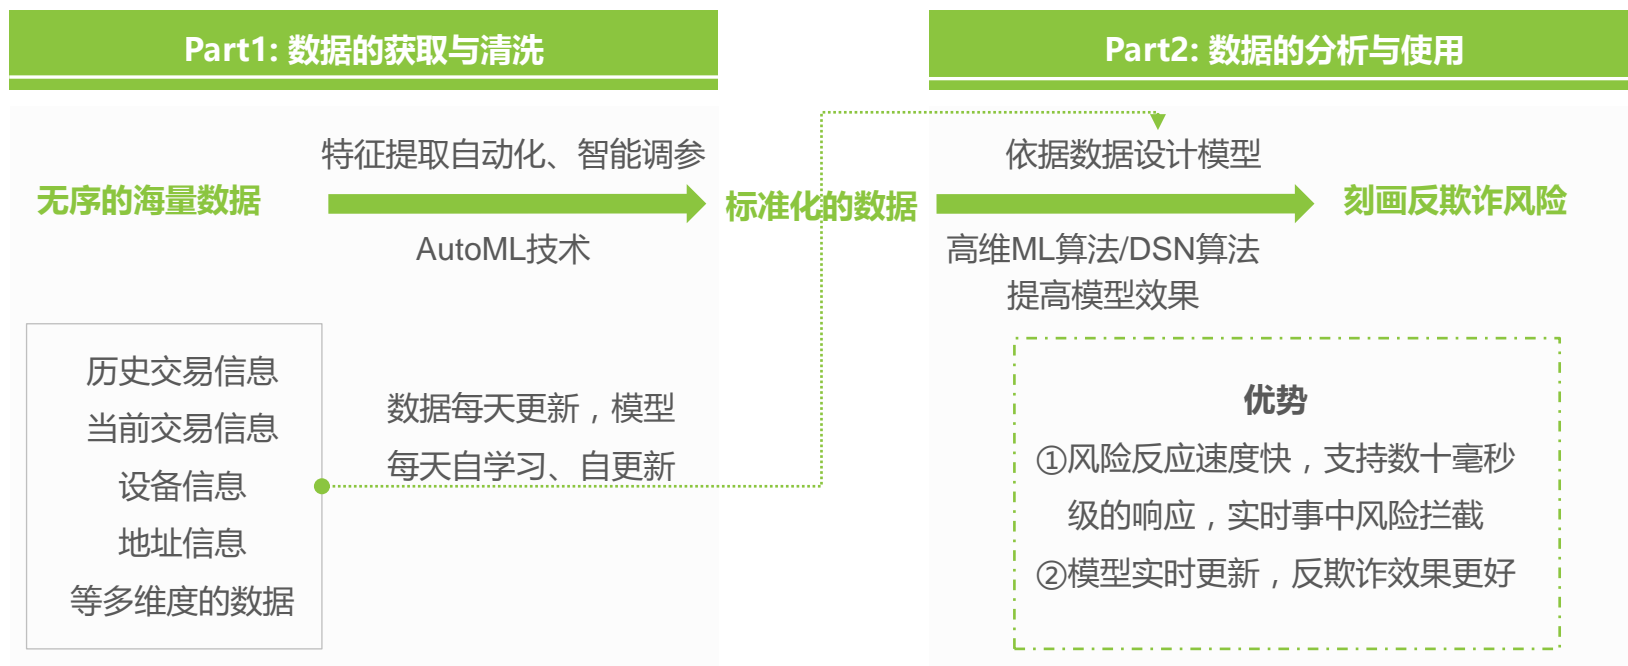 Part1: 数据的获取与清洗
特征提取自动化、智能调参
无序的海量数据
AutoML技术
标准化的数据
历史交易信息
当前交易信息
设备信息
地址信息
等多维度的数据
数据每天更新，模型
每天自学习、自更新
Part2: 数据的分析与使用
依据数据设计模型
刻画反欺诈风险
高维ML算法/DSN算法
提高模型效果
优势
①风险反应速度快，支持数十毫秒
级的响应，实时事中风险拦截
②模型实时更新，反欺诈效果更好